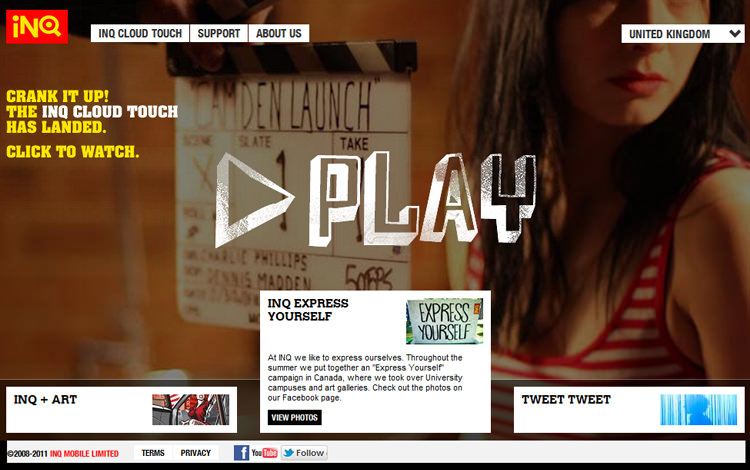 iNQ
INQ CLOUD TOUCH
SUPPORT
ABOUT US
UNITED KINGDOM
CRANK IT UP!
THE INQ CLOUD TOUCH
HAS LANDED.
CLICK TO WATCH.
"CAMDEN LAUNCH"
SCENE SLATE TAKE
1 1
PLAY
CHARLIE PHILLIPS
DENNIS MADDEN
50FPS
INQ EXPRESS
YOURSELF
EXPRESS
YOURSELF
At INQ we like to express ourselves. Throughout the
summer we put together an "Express Yourself"
campaign in Canada, where we took over University
campuses and art galleries. Check out the photos on
our Facebook page.
VIEW PHOTOS
INQ + ART
TWEET TWEET
©2008-2011 INQ MOBILE LIMITED
TERMS
PRIVACY
f
YouTube
Follow